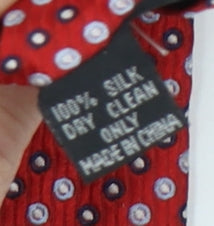 100% SILK
DRY CLEAN
ONLY
MADE IN CHINA